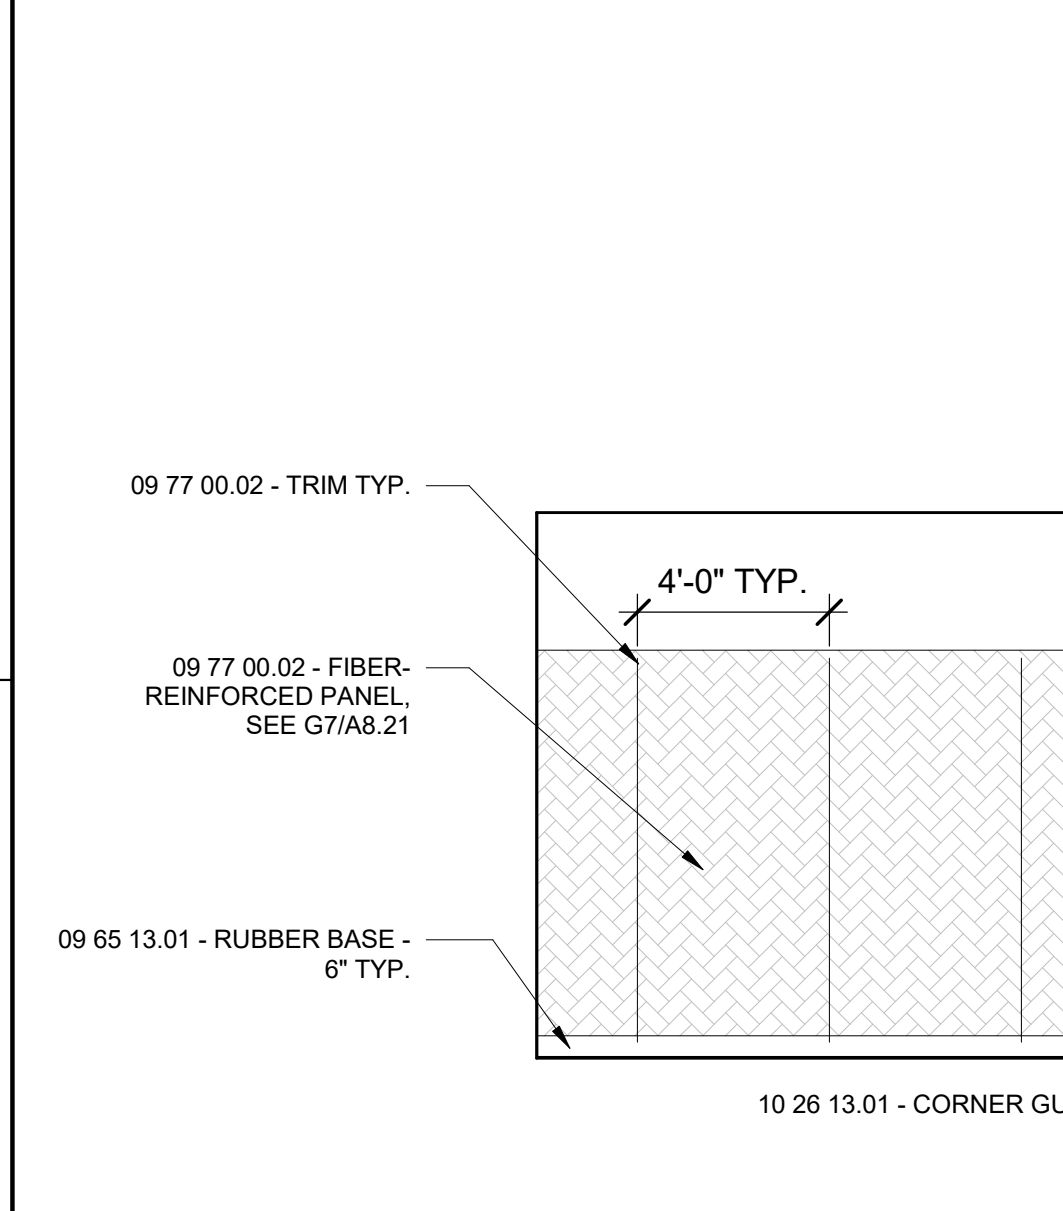 09 77 00.02 - TRIM TYP.
4'-0" TYP.
09 77 00.02 - FIBER-
REINFORCED PANEL,
SEE G7/A8.21
09 65 13.01 - RUBBER BASE -
6" TYP.
10 26 13.01 - CORNER GU